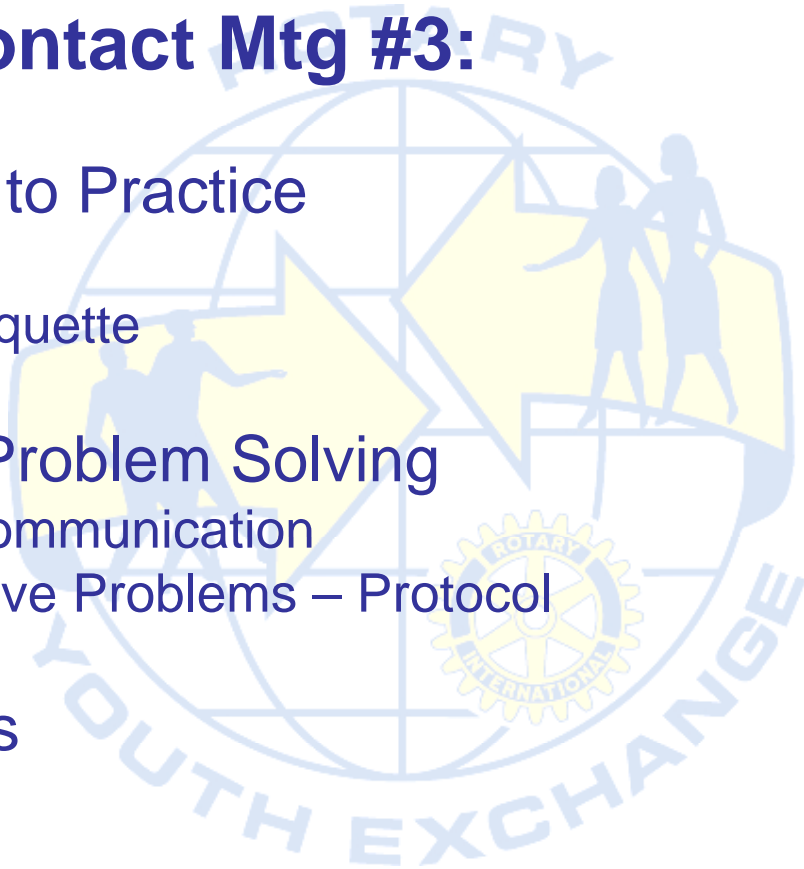 ontact Mtg #3:
to Practice
quette
Problem Solving
ommunication
ve Problems – Protocol
s
ROTARY
YOUTH EXCHANGE
ROTARY
INTERNATIONAL